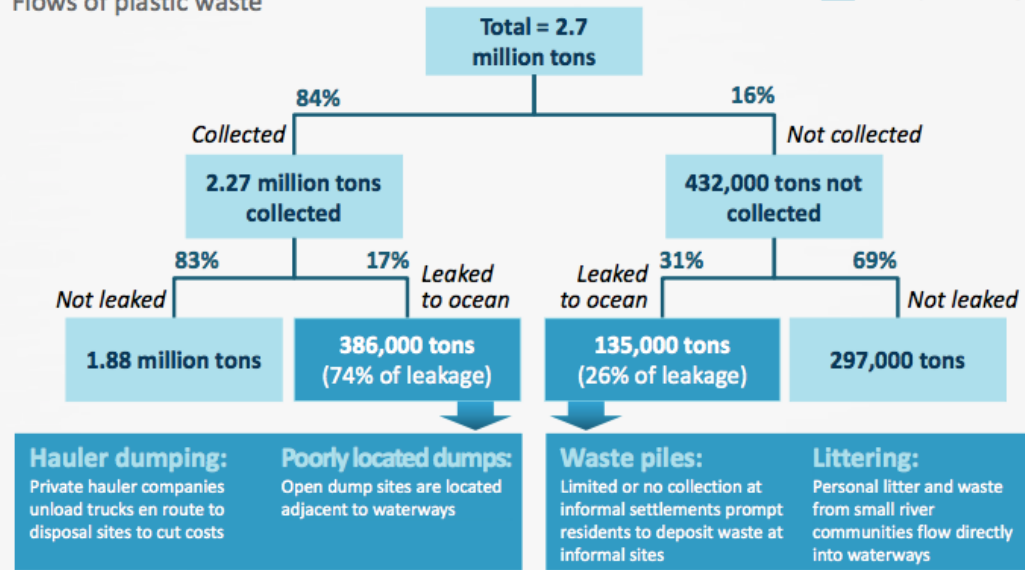 Flows of plastic waste
Total = 2.7
million tons
84%
16%
Collected
Not collected
2.27 million tons
collected
432,000 tons not
collected
83%
17%
31%
69%
Not leaked
Leaked
to ocean
Leaked
to ocean
Not leaked
1.88 million tons
386,000 tons
(74% of leakage)
135,000 tons
(26% of leakage)
297,000 tons
Hauler dumping:
Private hauler companies
unload trucks en route to
disposal sites to cut costs
Poorly located dumps:
Open dump sites are located
adjacent to waterways
Waste piles:
Limited or no collection at
informal settlements prompt
residents to deposit waste at
informal sites
Littering:
Personal litter and waste
from small river
communities flow directly
into waterways